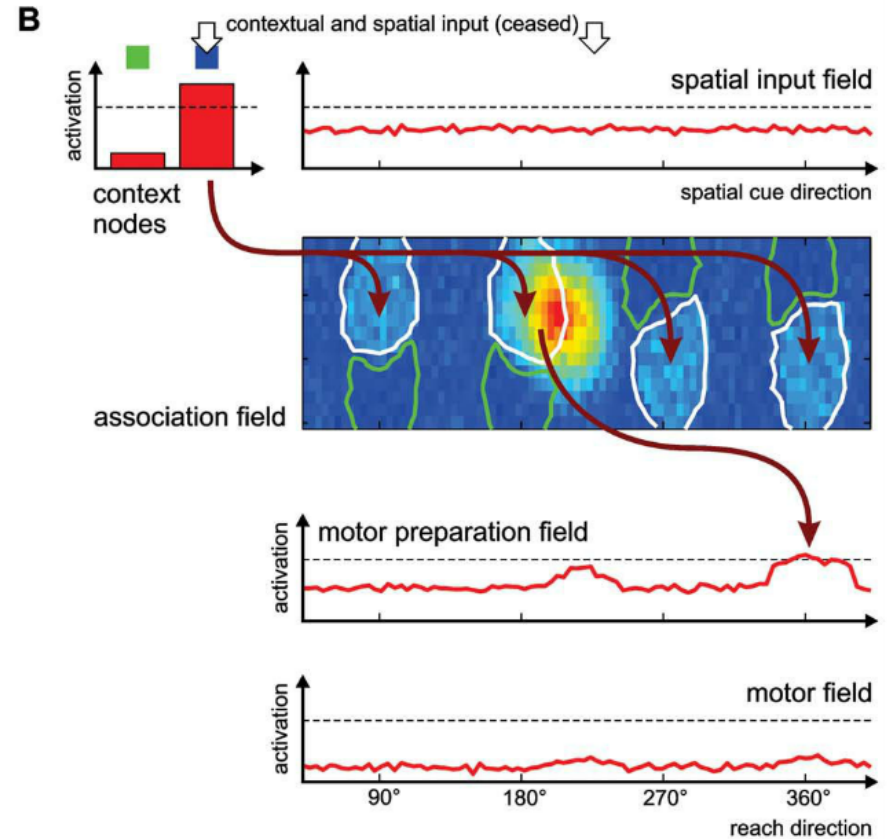 B
contextual and spatial input (ceased)
activation
spatial input field
context
nodes
spatial cue direction
association field
activation
motor preparation field
activation
motor field
90°
180°
270°
360°
reach direction